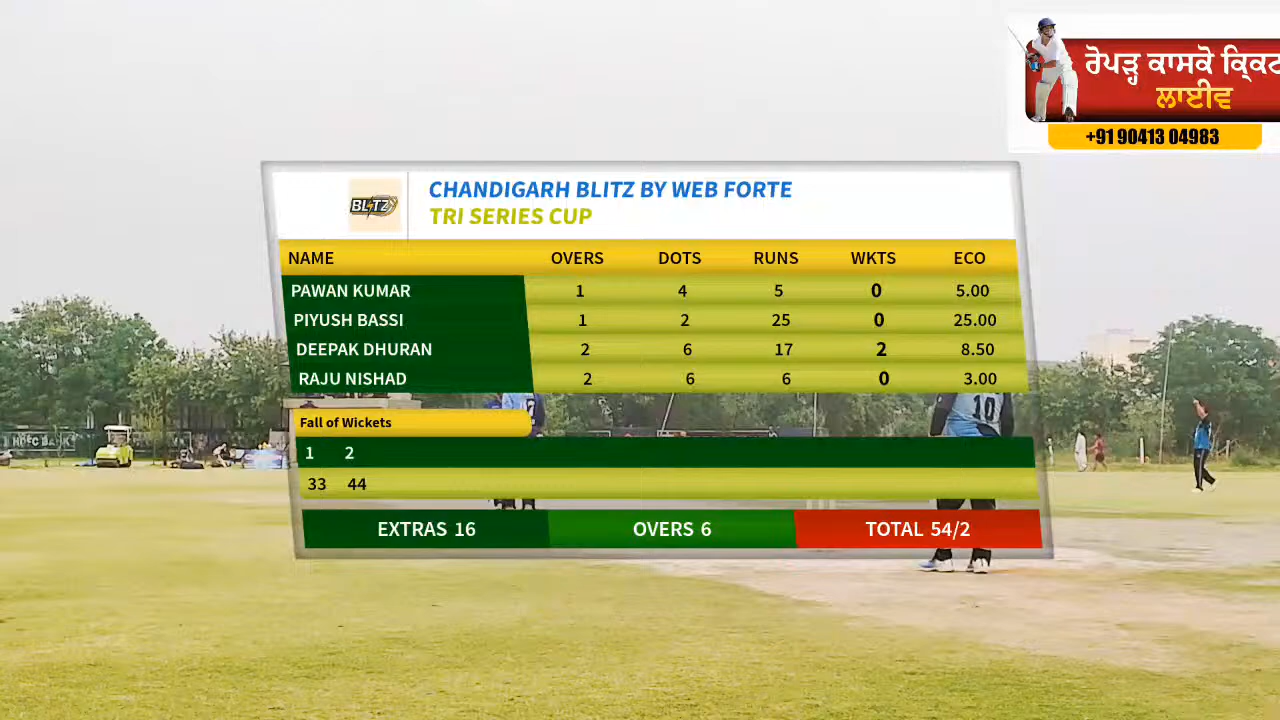 ਰੋਪੜ੍ਹ ਕਾਸਕੋ ਕ੍ਰਿਕਟ
ਲਾਈਵ
+91 90413 04983
BLITZ
CHANDIGARH BLITZ BY WEB FORTE
TRI SERIES CUP
NAME OVERS DOTS RUNS WKTS ECO
PAWAN KUMAR 1 4 5 0 5.00
PIYUSH BASSI 1 2 25 0 25.00
DEEPAK DHURAN 2 6 17 2 8.50
RAJU NISHAD 2 6 6 0 3.00
10
Fall of Wickets
HDFC BANK
1 2
33 44
EXTRAS 16 OVERS 6 TOTAL 54/2